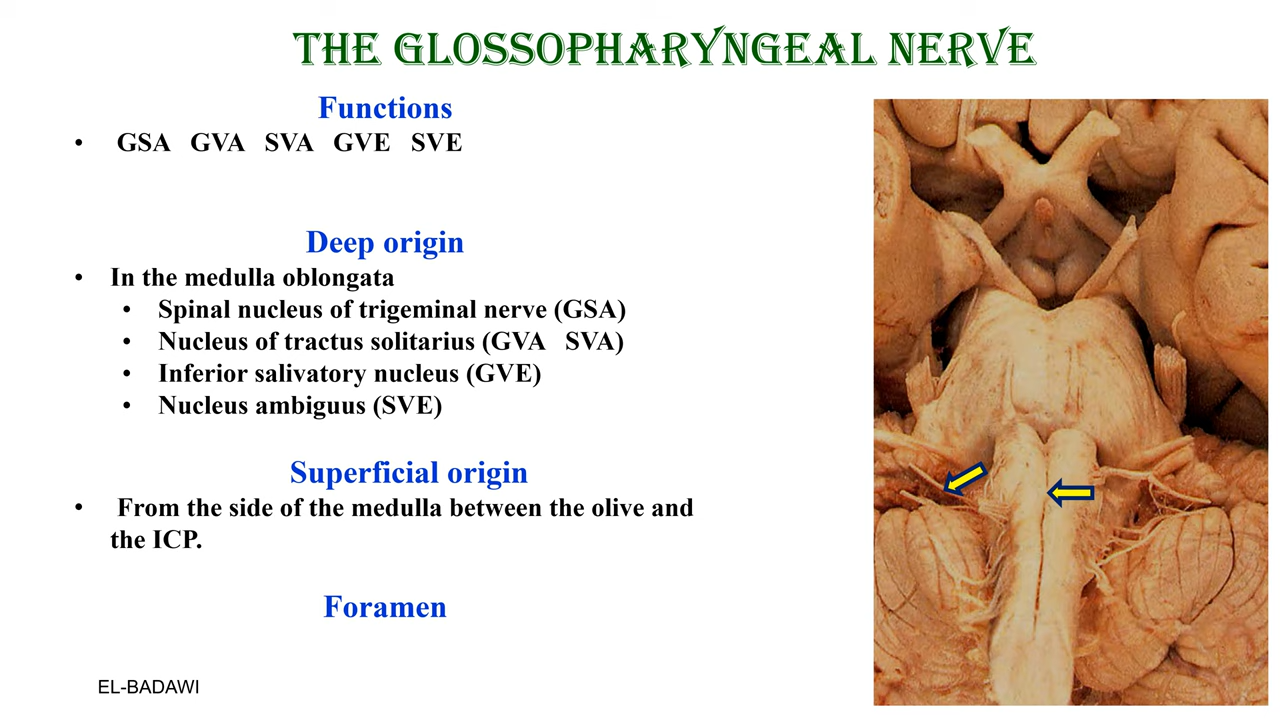 THE GLOSSOPHARYNGEAL NERVE
Functions
• GSA GVA SVA GVE SVE
Deep origin
• In the medulla oblongata
• Spinal nucleus of trigeminal nerve (GSA)
• Nucleus of tractus solitarius (GVA SVA)
• Inferior salivatory nucleus (GVE)
• Nucleus ambiguus (SVE)
Superficial origin
• From the side of the medulla between the olive and
the ICP.
Foramen
EL-BADAWI